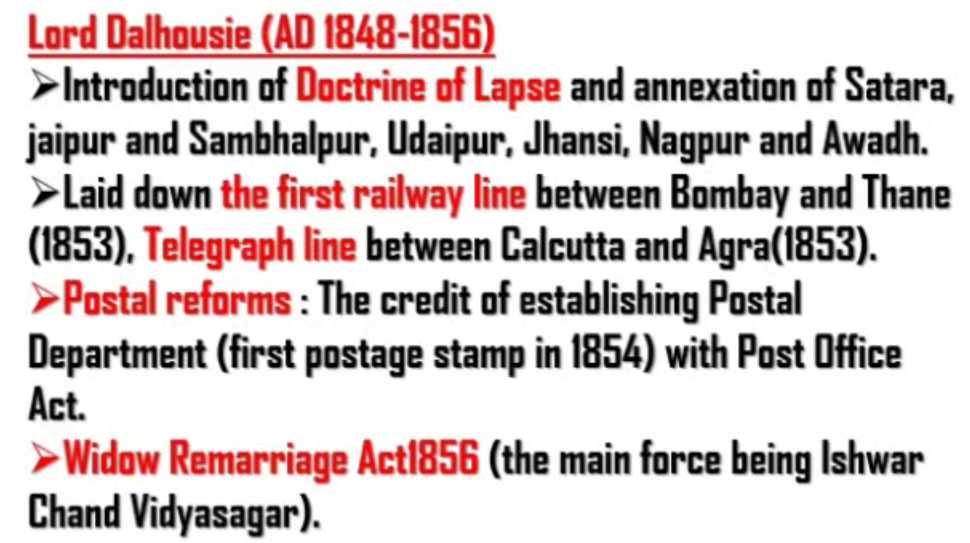 Lord Dalhousie (AD 1848-1856)
➢Introduction of Doctrine of Lapse and annexation of Satara,
jaipur and Sambhalpur, Udaipur, Jhansi, Nagpur and Awadh.
➢Laid down the first railway line between Bombay and Thane
(1853), Telegraph line between Calcutta and Agra(1853).
➢Postal reforms : The credit of establishing Postal
Department (first postage stamp in 1854) with Post Office
Act.
➢Widow Remarriage Act1856 (the main force being Ishwar
Chand Vidyasagar).